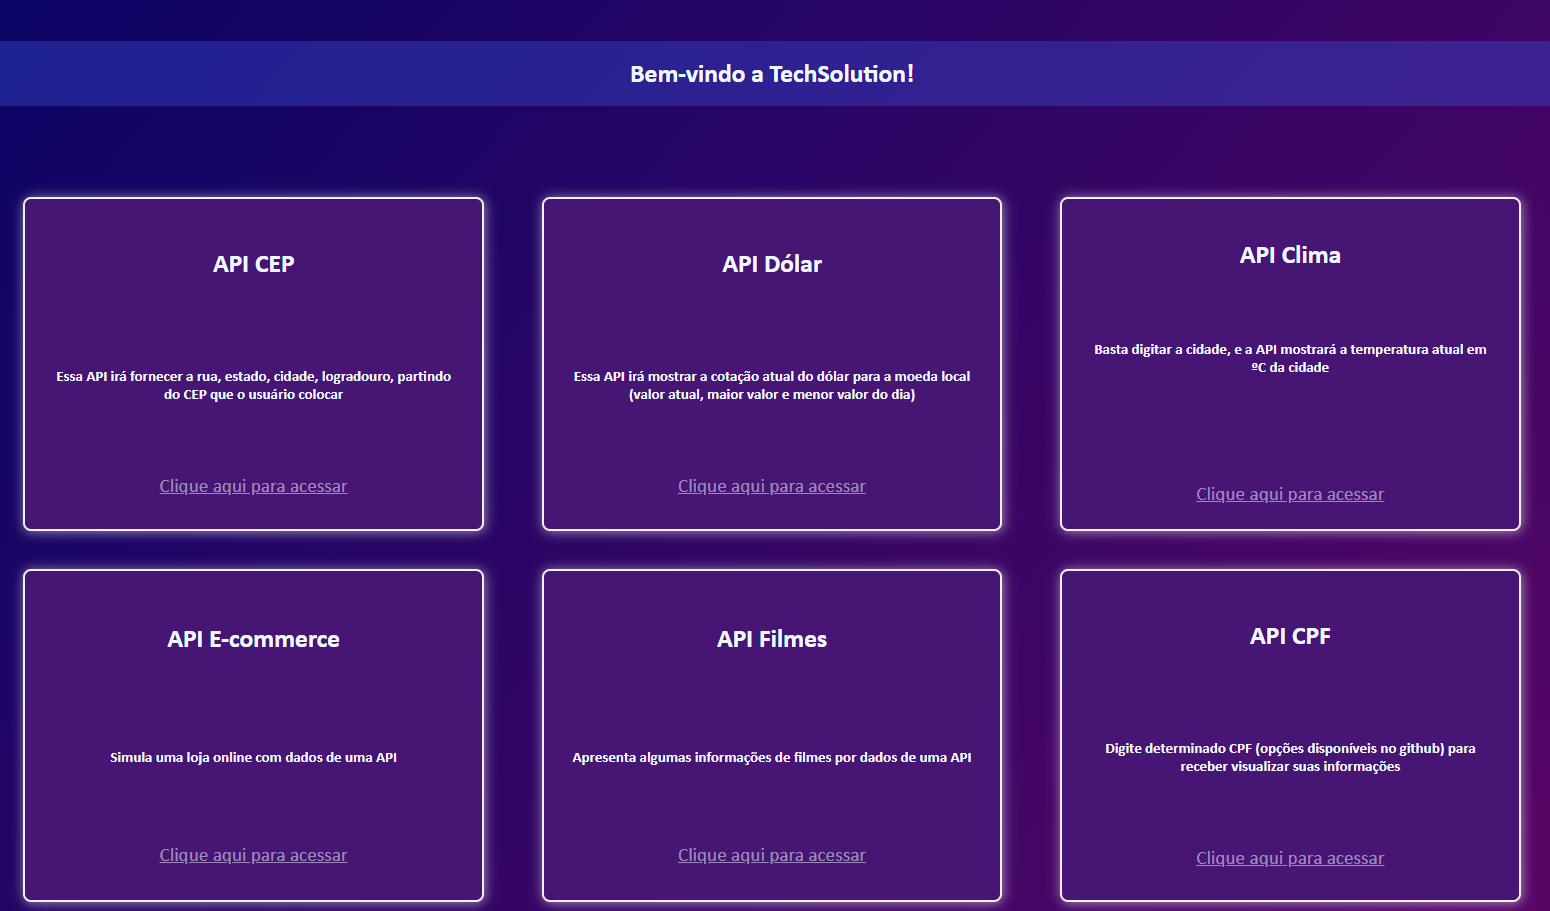 Bem-vindo a TechSolution!
API CEP
Essa API irá fornecer a rua, estado, cidade, logradouro, partindo
do CEP que o usuário colocar
Clique aqui para acessar
API Dólar
Essa API irá mostrar a cotação atual do dólar para a moeda local
(valor atual, maior valor e menor valor do dia)
Clique aqui para acessar
API Clima
Basta digitar a cidade, e a API mostrará a temperatura atual em
ºC da cidade
Clique aqui para acessar
API E-commerce
Simula uma loja online com dados de uma API
Clique aqui para acessar
API Filmes
Apresenta algumas informações de filmes por dados de uma API
Clique aqui para acessar
API CPF
Digite determinado CPF (opções disponíveis no github) para
receber visualizar suas informações
Clique aqui para acessar